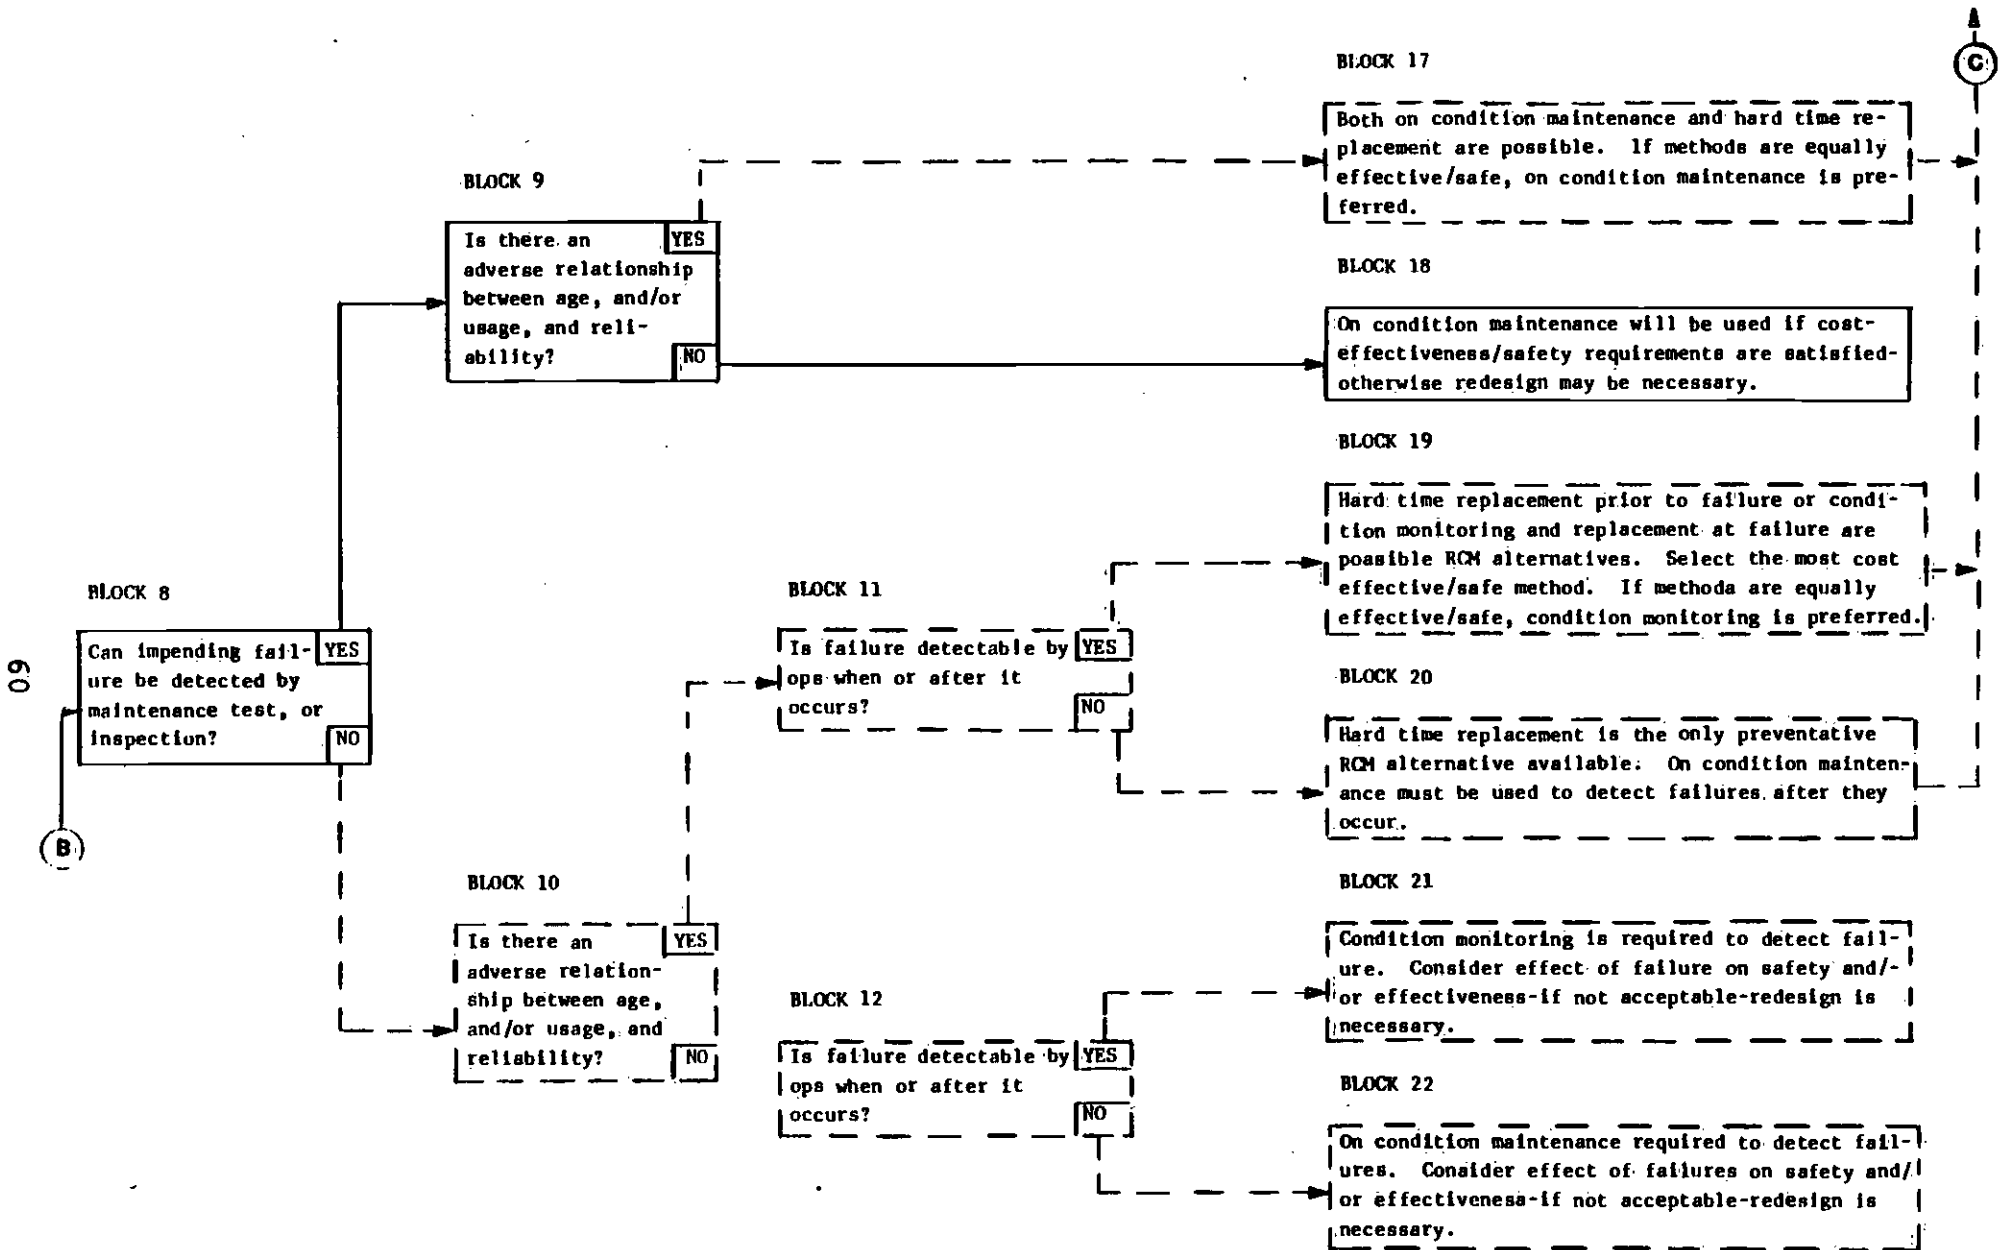 C
BLOCK 17
Both on condition maintenance and hard time re-
placement are possible. If methods are equally
effective/safe, on condition maintenance is pre-
ferred.
BLOCK 9
Is there an YES
adverse relationship
between age, and/or
usage, and reli-
ability? NO
BLOCK 18
On condition maintenance will be used if cost-
effectiveness/safety requirements are satisfied-
otherwise redesign may be necessary.
BLOCK 19
Hard time replacement prior to failure or condi-
tion monitoring and replacement at failure are
possible RCM alternatives. Select the most cost
effective/safe method. If methods are equally
effective/safe, condition monitoring is preferred.
BLOCK 8
Can impending fail- YES
ure be detected by
maintenance test, or
inspection? NO
B
60
BLOCK 11
Is failure detectable by YES
ops when or after it
occurs? NO
BLOCK 20
Hard time replacement is the only preventative
RCM alternative available. On condition mainten-
ance must be used to detect failures after they
occur.
BLOCK 10
Is there an YES
adverse relation-
ship between age,
and/or usage, and
reliability? NO
BLOCK 21
Condition monitoring is required to detect fail-
ure. Consider effect of failure on safety and/-
or effectiveness-if not acceptable-redesign is
necessary.
BLOCK 12
Is failure detectable by YES
ops when or after it
occurs? NO
BLOCK 22
On condition maintenance required to detect fail-
ures. Consider effect of failures on safety and/
or effectiveness-if not acceptable-redesign is
necessary.